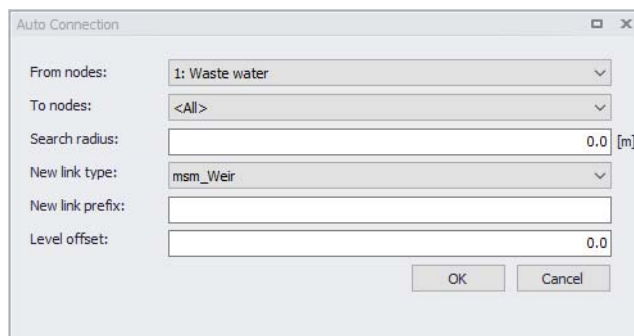 Auto Connection
From nodes: 1: Waste water
To nodes: <All>
Search radius: 0.0 [m]
New link type: msm_Weir
New link prefix:
Level offset: 0.0
OK Cancel